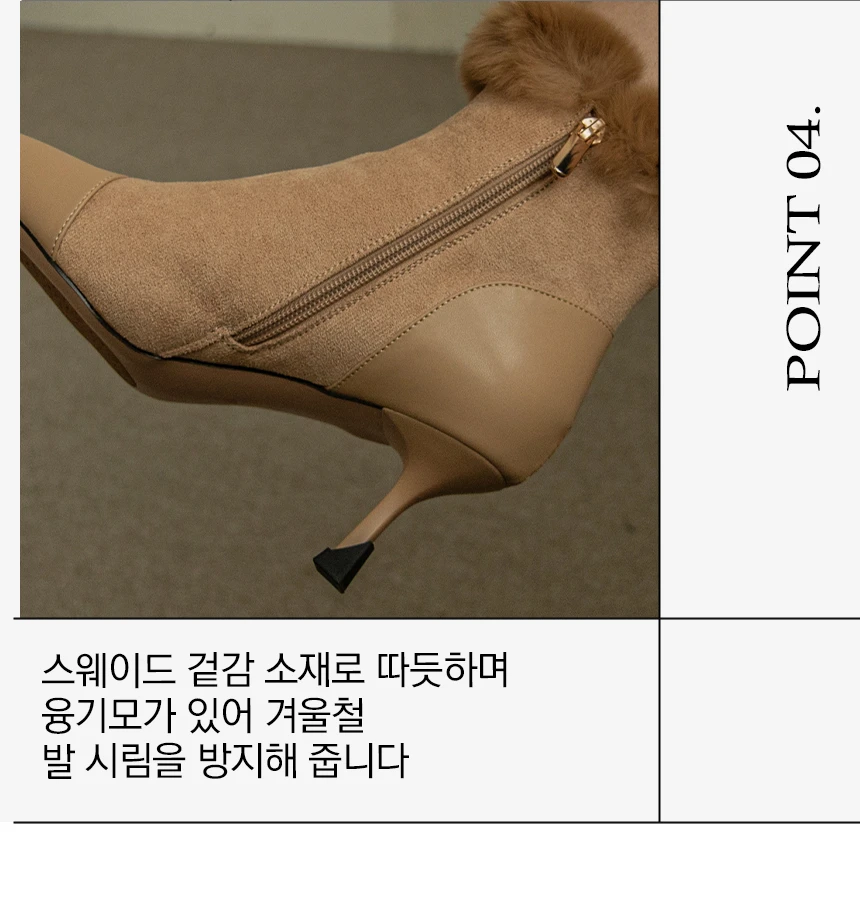 POINT 04.
스웨이드 겉감 소재로 따듯하며
융기모가 있어 겨울철
발 시림을 방지해 줍니다